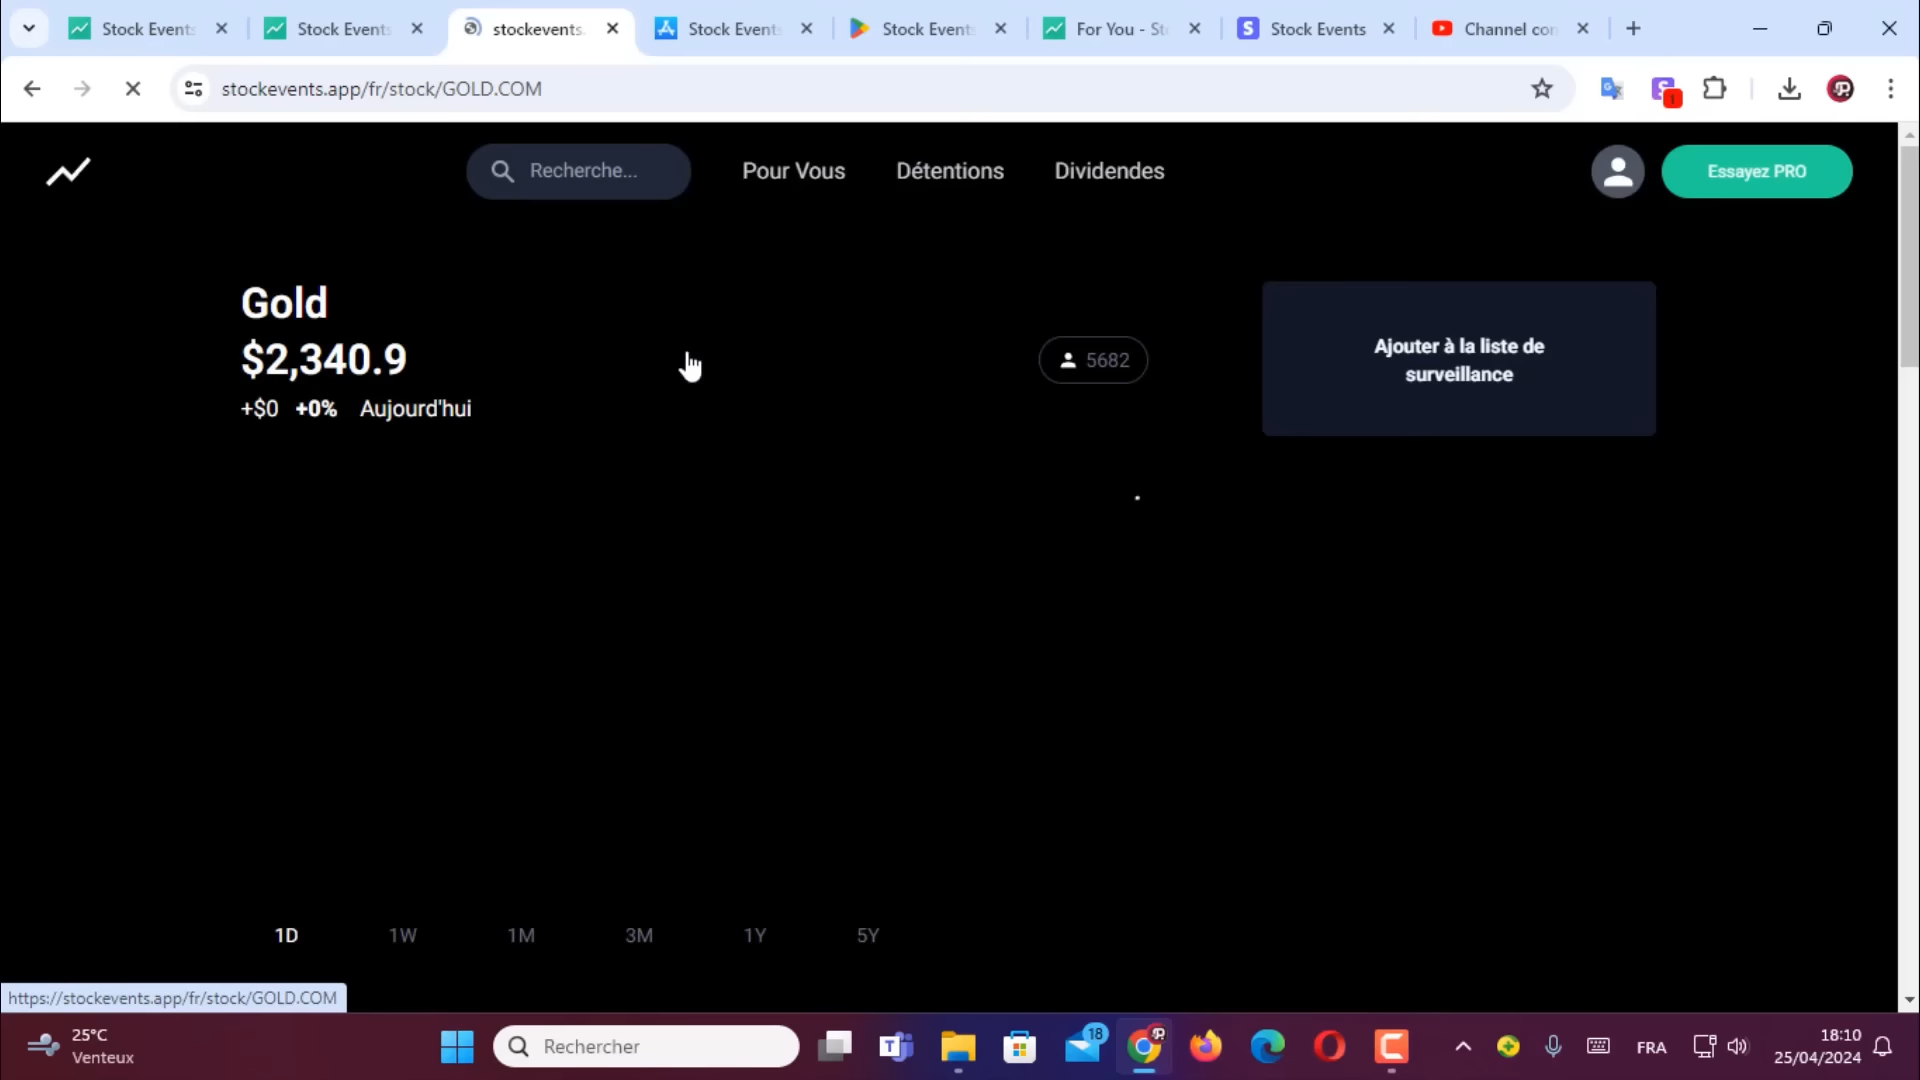 Stock Events
Stock Events
stockevents.
Stock Events
Stock Events
For You - Sto
Stock Events
Channel con
stockevents.app/fr/stock/GOLD.COM
1
Recherche...
Pour Vous
Détentions
Dividendes
Essayez PRO
Gold
$2,340.9
+$0 +0% Aujourd'hui
5682
Ajouter à la liste de
surveillance
1D
1W
1M
3M
1Y
5Y
https://stockevents.app/fr/stock/GOLD.COM
25°C
Venteux
Rechercher
18
FRA
18:10
25/04/2024